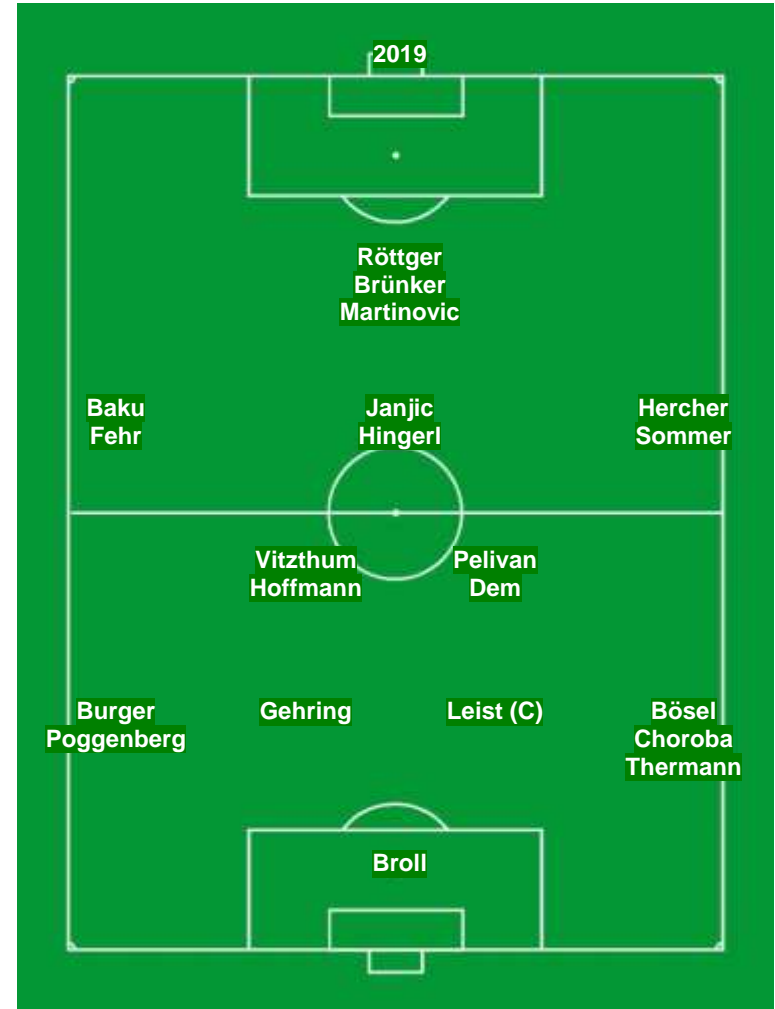 2019
Röttger
Brünker
Martinovic
Baku
Fehr
Janjic
Hingerl
Hercher
Sommer
Vitzthum
Hoffmann
Pelivan
Dem
Burger
Poggenberg
Gehring
Leist (C)
Bösel
Choroba
Thermann
Broll